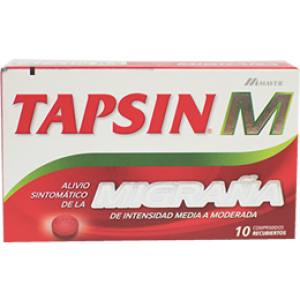 MAVER
TAPSIN M
ALIVIO
SINTOMÁTICO
DE LA
MIGRAÑA
DE INTENSIDAD MEDIA A MODERADA
10 COMPRIMIDOS
RECUBIERTOS